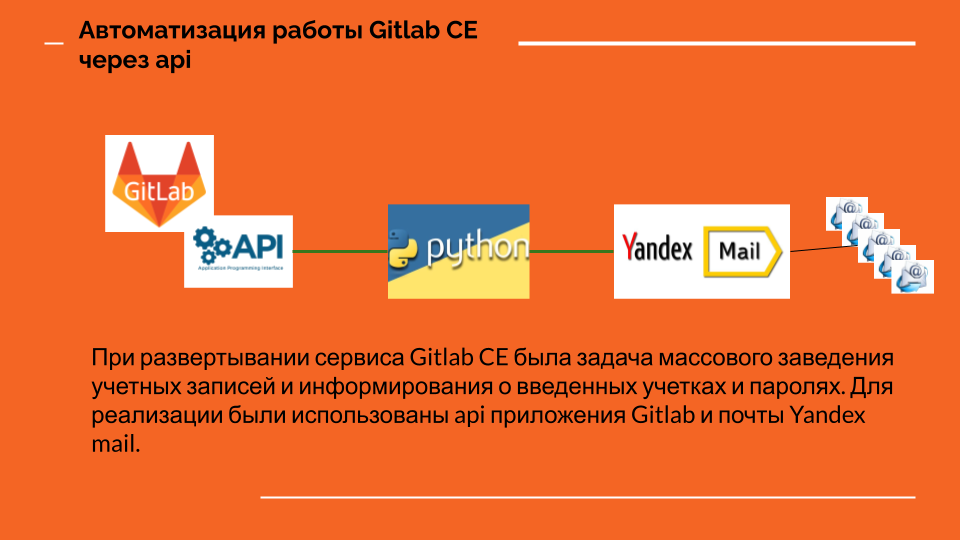 Автоматизация работы Gitlab CE
через api
GitLab
API
Application Programming Interface
python
Yandex Mail
При развертывании сервиса Gitlab CE была задача массового заведения
учетных записей и информирования о введенных учетках и паролях. Для
реализации были использованы api приложения Gitlab и почты Yandex
mail.